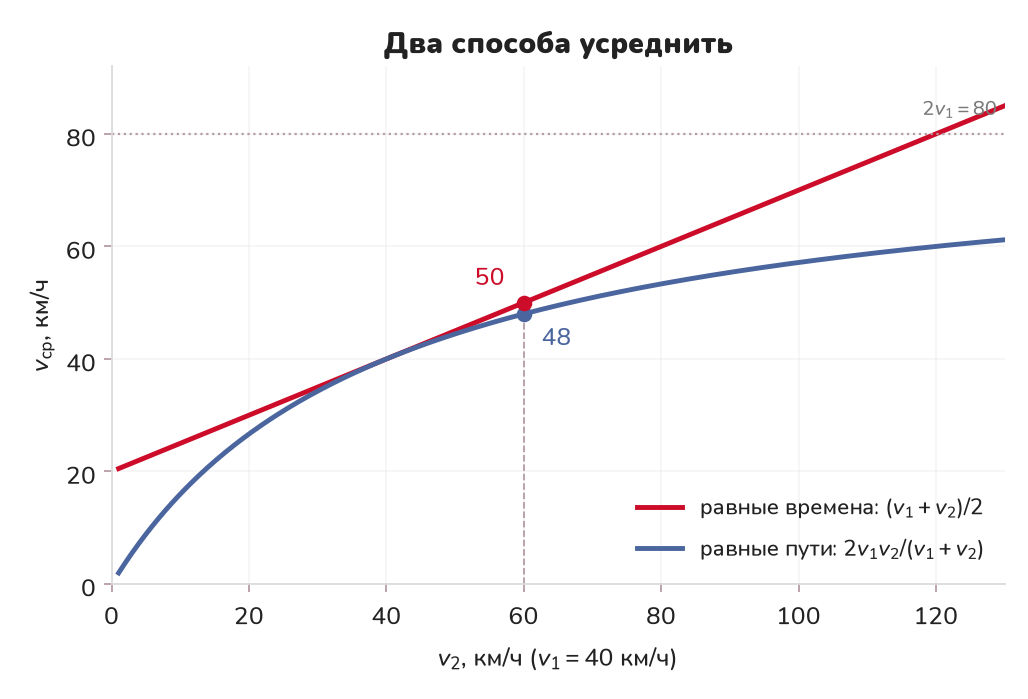 Два способа усреднить
2v₁ = 80
80
60
40
20
0
vср, км/ч
50
48
равные времена: (v₁ + v₂)/2
равные пути: 2v₁v₂/(v₁ + v₂)
0 20 40 60 80 100 120
v₂, км/ч (v₁ = 40 км/ч)